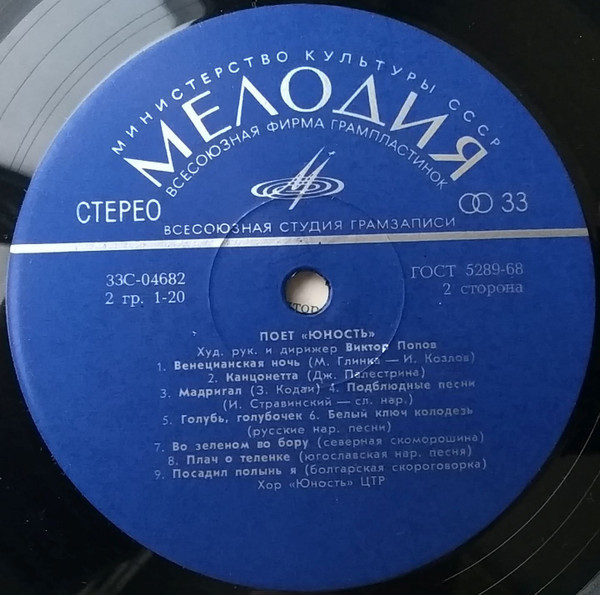 МИНИСТЕРСТВО КУЛЬТУРЫ СССР
МЕЛОДИЯ
ВСЕСОЮЗНАЯ ФИРМА ГРАМПЛАСТИНОК
СТЕРЕО
33
ВСЕСОЮЗНАЯ СТУДИЯ ГРАМЗАПИСИ
33С-04682
ГОСТ 5289-68
2 гр. 1-20
2 сторона
ПОЕТ «ЮНОСТЬ»
Худ. рук. и дирижер Виктор Попов
1. Венецианская ночь (М. Глинка — И. Козлов)
2. Канцонетта (Дж. Палестрина)
3. Мадригал (З. Кодаи) 4. Подблюдные песни
(И. Стравинский — сл. нар.)
5. Голубь, голубочек 6. Белый ключ колодезь
(русские нар. песни)
7. Во зеленом во бору (северная скоморошина)
8. Плач о теленке (югославская нар. песня)
9. Посадил полынь я (болгарская скороговорка)
Хор «Юность» ЦТР